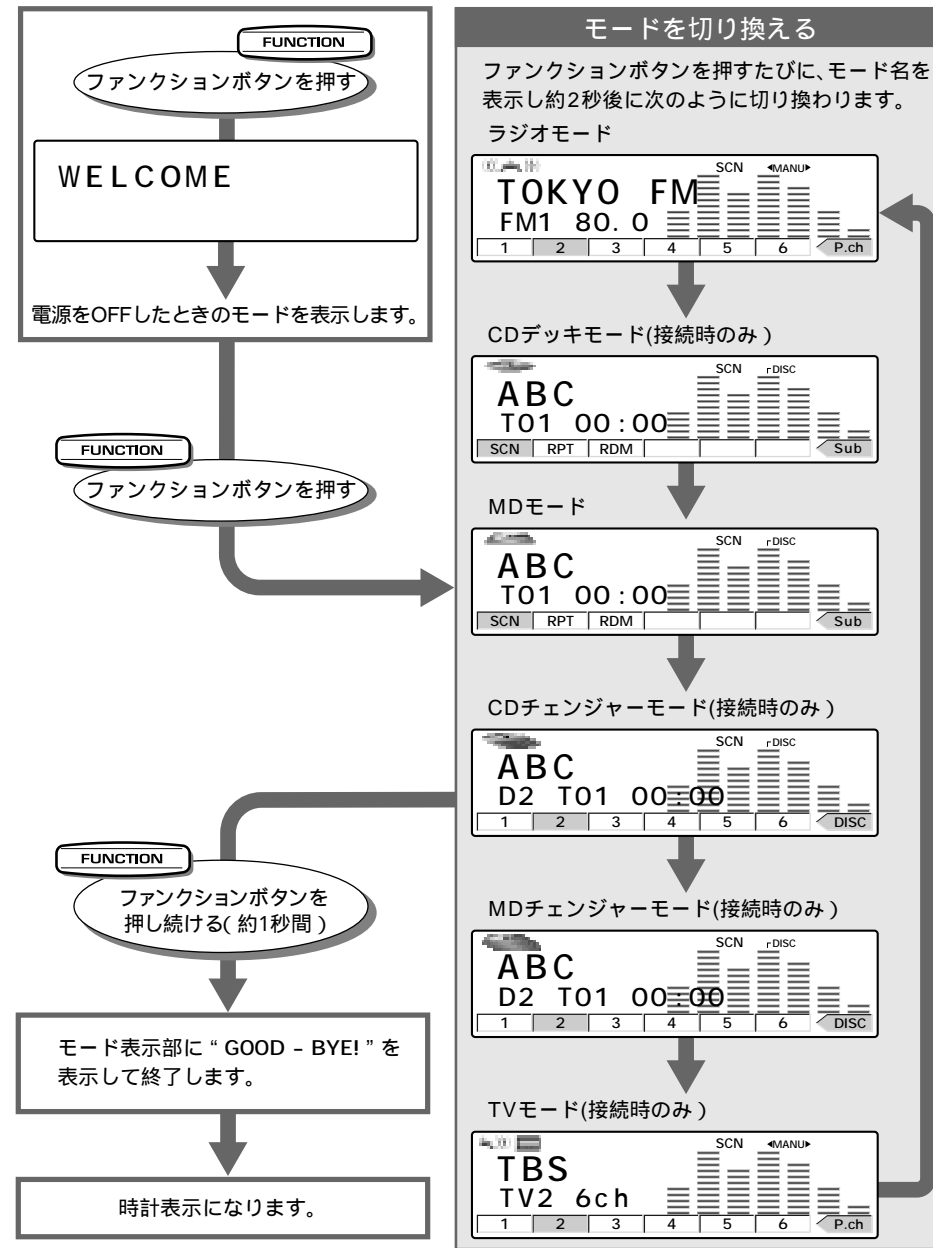 FUNCTION
ファンクションボタンを押す
WELCOME
電源をOFFしたときのモードを表示します。
FUNCTION
ファンクションボタンを押す
モードを切り換える
ファンクションボタンを押すたびに、モード名を
表示し約2秒後に次のように切り換わります。
ラジオモード
SCN ◀MANU▶
TOKYO FM
FM1 80. 0
1 2 3 4 5 6 P.ch
CDデッキモード(接続時のみ)
SCN ┌DISC
ABC
T01 00:00
SCN RPT RDM Sub
MDモード
SCN ┌DISC
ABC
T01 00:00
SCN RPT RDM Sub
CDチェンジャーモード(接続時のみ)
SCN ┌DISC
ABC
D2 T01 00:00
1 2 3 4 5 6 DISC
MDチェンジャーモード(接続時のみ)
SCN ┌DISC
ABC
D2 T01 00:00
1 2 3 4 5 6 DISC
TVモード(接続時のみ)
SCN ◀MANU▶
TBS
TV2 6ch
1 2 3 4 5 6 P.ch
FUNCTION
ファンクションボタンを
押し続ける(約1秒間)
モード表示部に“GOOD – BYE!”を
表示して終了します。
時計表示になります。